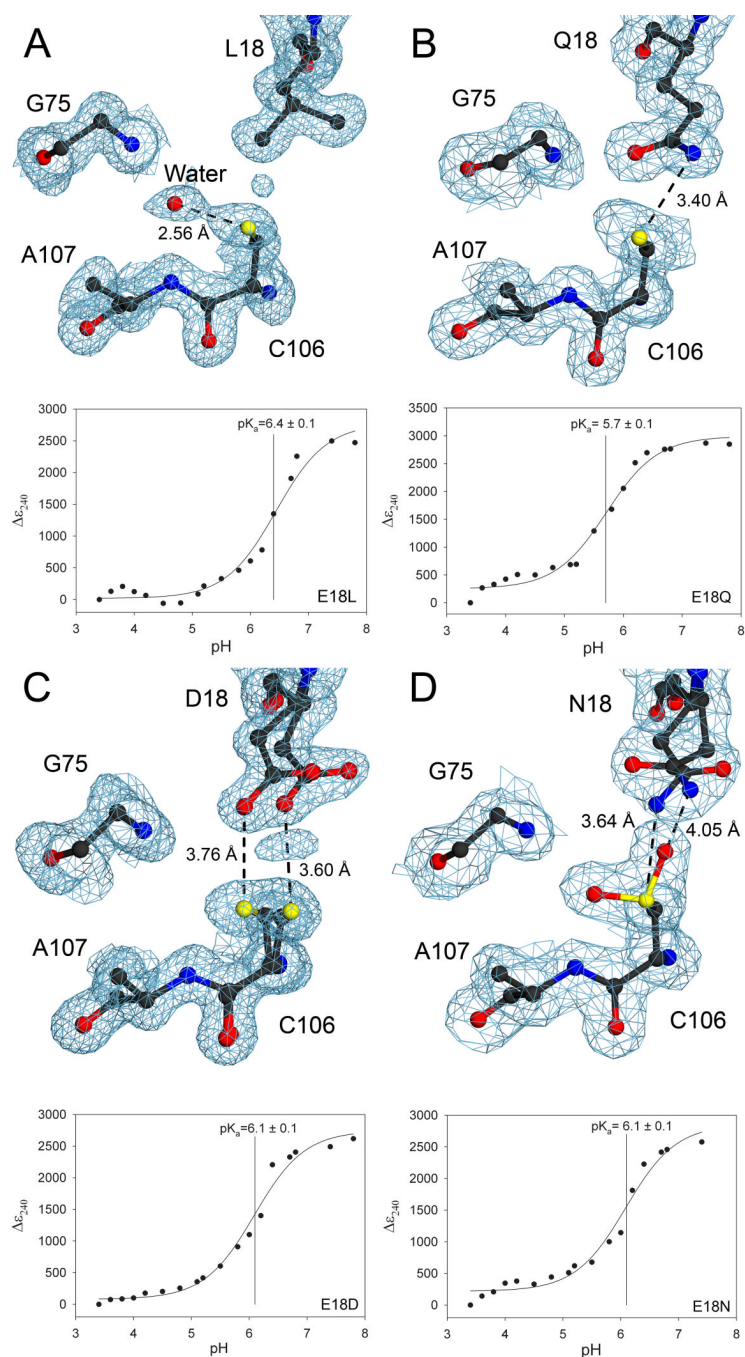 A
L18
G75
Water
2.56 Å
A107
C106
B
Q18
G75
3.40 Å
A107
C106
3000
2500
2000
1500
1000
500
0
Δε240
pKa=6.4 ± 0.1
E18L
3 4 5 6 7 8
pH
3500
3000
2500
2000
1500
1000
500
0
Δε240
pKa= 5.7 ± 0.1
E18Q
3 4 5 6 7 8
pH
C
D18
G75
3.76 Å
3.60 Å
A107
C106
D
N18
G75
3.64 Å
4.05 Å
A107
C106
3000
2500
2000
1500
1000
500
0
Δε240
pKa=6.1 ± 0.1
E18D
3 4 5 6 7 8
pH
3000
2500
2000
1500
1000
500
0
Δε240
pKa=6.1 ± 0.1
E18N
3 4 5 6 7 8
pH